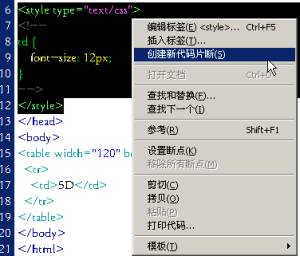 6 <style type="text/css">
7 <!--
8 td {
9 font-size: 12px;
10 }
11 -->
12 </style>
13 </head>
14 <body>
15 <table width="120" bo
16 <tr>
17 <td>5D</td>
18 </tr>
19 </table>
20 </body>
21 </html>
编辑标签(E) <style>... Ctrl+F5
插入标签(T)...
创建新代码片断(S)
打开文档 Ctrl+D
查找和替换(F)...
查找下一个(I)
参考(R) Shift+F1
设置断点(K)
移除所有断点(M)
剪切(C)
拷贝(O)
粘贴(P)
打印代码...
模板(T)